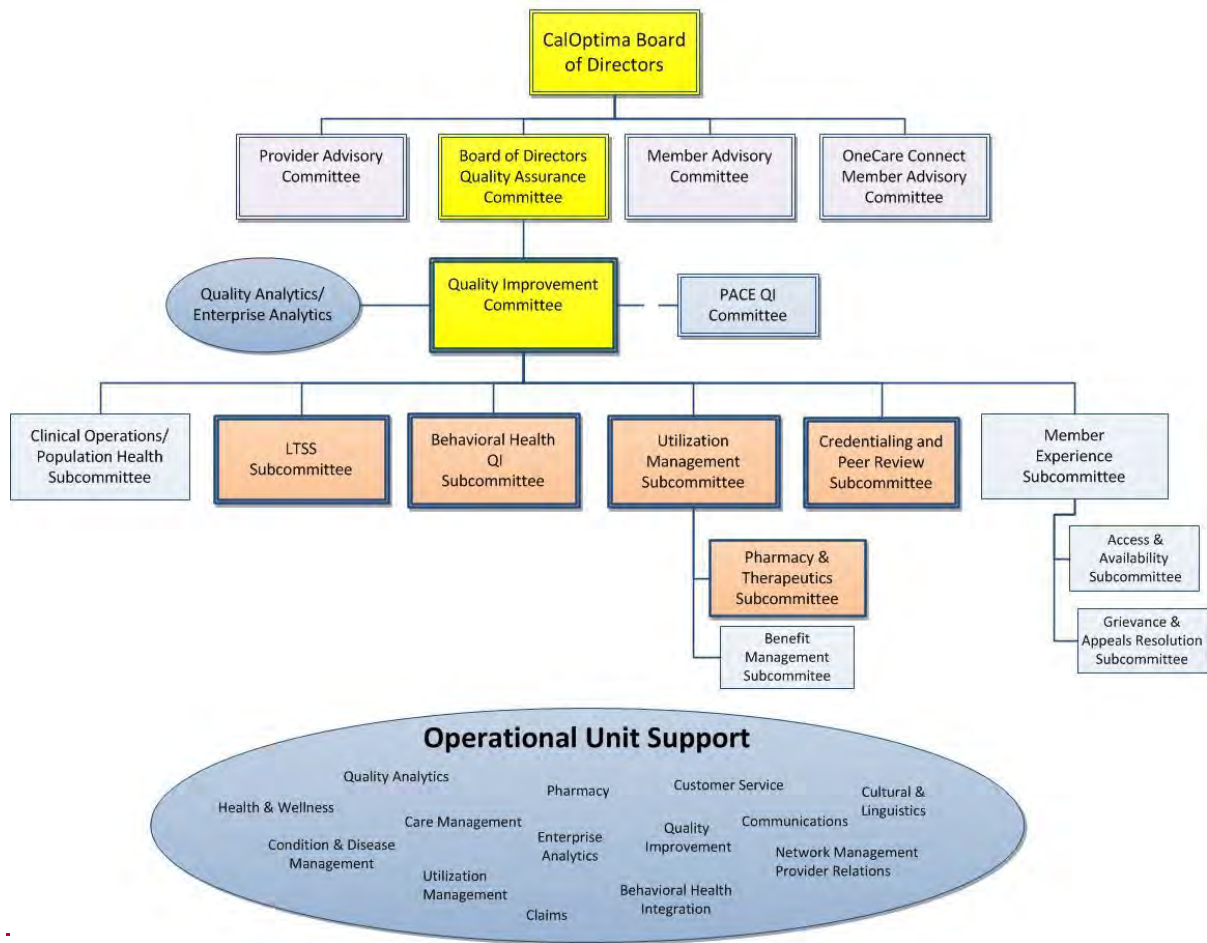 CalOptima Board
of Directors
Provider Advisory
Committee
Board of Directors
Quality Assurance
Committee
Member Advisory
Committee
OneCare Connect
Member Advisory
Committee
Quality Analytics/
Enterprise Analytics
Quality Improvement
Committee
PACE QI
Committee
Clinical Operations/
Population Health
Subcommittee
LTSS
Subcommittee
Behavioral Health
QI
Subcommittee
Utilization
Management
Subcommittee
Credentialing and
Peer Review
Subcommittee
Member
Experience
Subcommittee
Pharmacy &
Therapeutics
Subcommittee
Benefit
Management
Subcommitee
Access &
Availability
Subcommittee
Grievance &
Appeals Resolution
Subcommittee
Operational Unit Support
Quality Analytics
Pharmacy
Customer Service
Cultural &
Linguistics
Health & Wellness
Care Management
Enterprise
Analytics
Quality
Improvement
Communications
Condition & Disease
Management
Network Management
Provider Relations
Utilization
Management
Behavioral Health
Integration
Claims